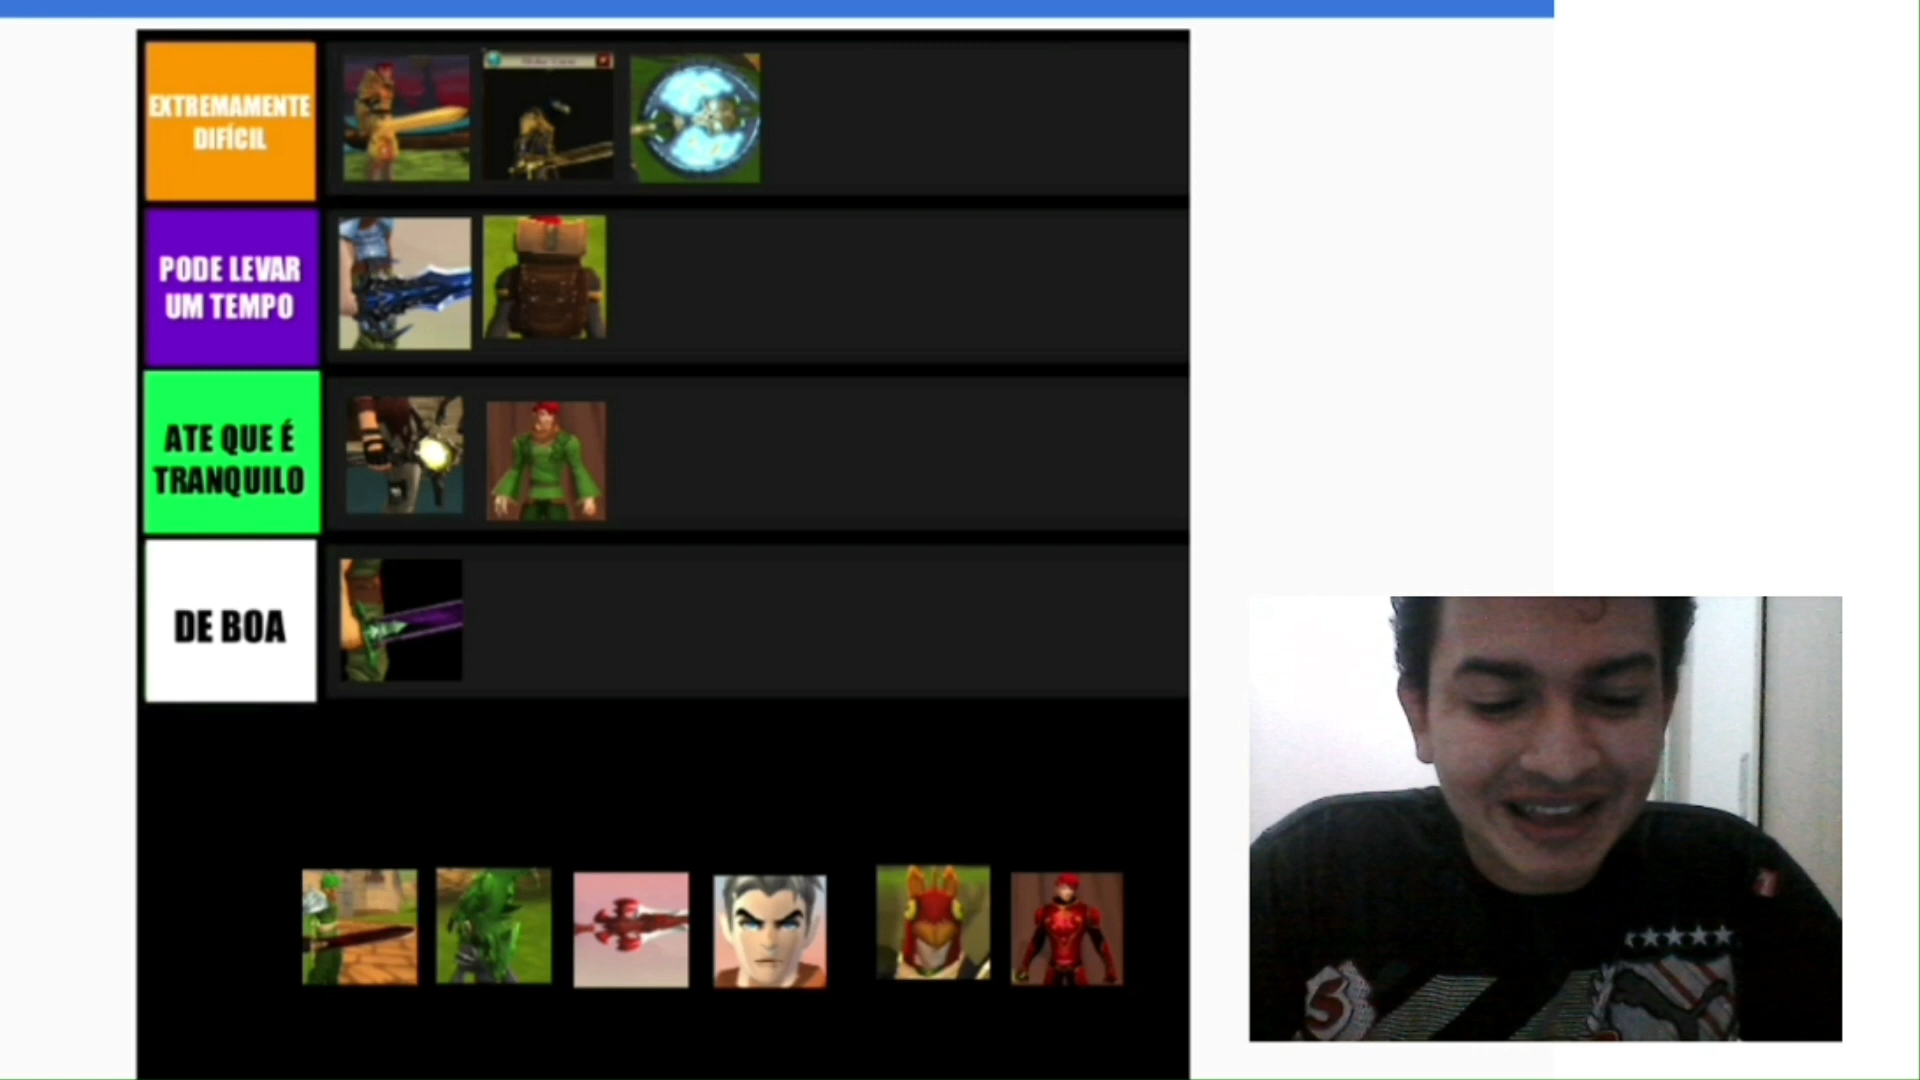 EXTREMAMENTE
DIFÍCIL
PODE LEVAR
UM TEMPO
ATE QUE É
TRANQUILO
DE BOA